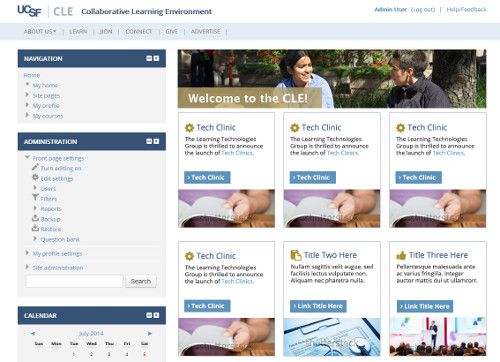 UCSF CLE Collaborative Learning Environment
Admin User (Log out) | Help/Feedback
ABOUT US | LEARN | JION | CONNECT | GIVE | ADVERTISE |
NAVIGATION
Home
My home
Site pages
My profile
My courses
ADMINISTRATION
Front page settings
Turn editing on
Edit settings
Users
Filters
Reports
Backup
Restore
Question bank
My profile settings
Site administration
Search
CALENDAR
July 2014
Sun Mon Tue Wed Thu Fri Sat
1 2 3 4 5
Welcome to the CLE!
Tech Clinic
The Learning Technologies
Group is thrilled to announce
the launch of Tech Clinics.
› Tech Clinic
Tech Clinic
The Learning Technologies
Group is thrilled to announce
the launch of Tech Clinics.
› Tech Clinic
Tech Clinic
The Learning Technologies
Group is thrilled to announce
the launch of Tech Clinics.
› Tech Clinic
shutterstock
shutterstock
shutterstock
Tech Clinic
The Learning Technologies
Group is thrilled to announce
the launch of Tech Clinics.
› Tech Clinic
shutterstock
Title Two Here
Nullam sagittis velit augue, sed
facilisis lectus vulputate non.
Aliquam nec pharetra nulla.
› Link Title Here
shutterstock
Title Three Here
Pellentesque malesuada ante
ac varius fringilla. Integer
auctor mattis dui ut ullamcorr.
› Link Title Here